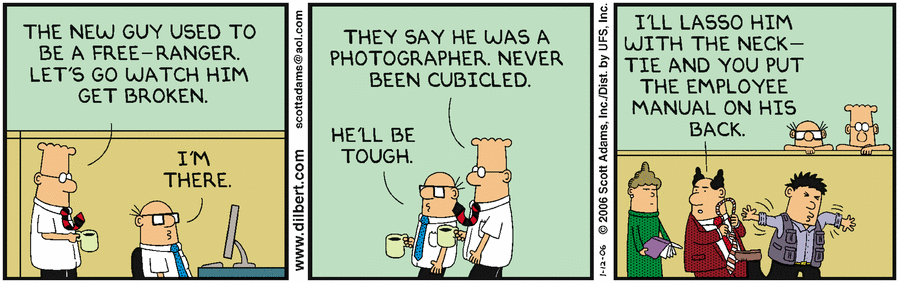 THE NEW GUY USED TO
BE A FREE-RANGER.
LET'S GO WATCH HIM
GET BROKEN.
I'M
THERE.
scottadams@aol.com
www.dilbert.com
THEY SAY HE WAS A
PHOTOGRAPHER. NEVER
BEEN CUBICLED.
HE'LL BE
TOUGH.
1-12-06 © 2006 Scott Adams, Inc./Dist. by UFS, Inc.
I'LL LASSO HIM
WITH THE NECK-
TIE AND YOU PUT
THE EMPLOYEE
MANUAL ON HIS
BACK.